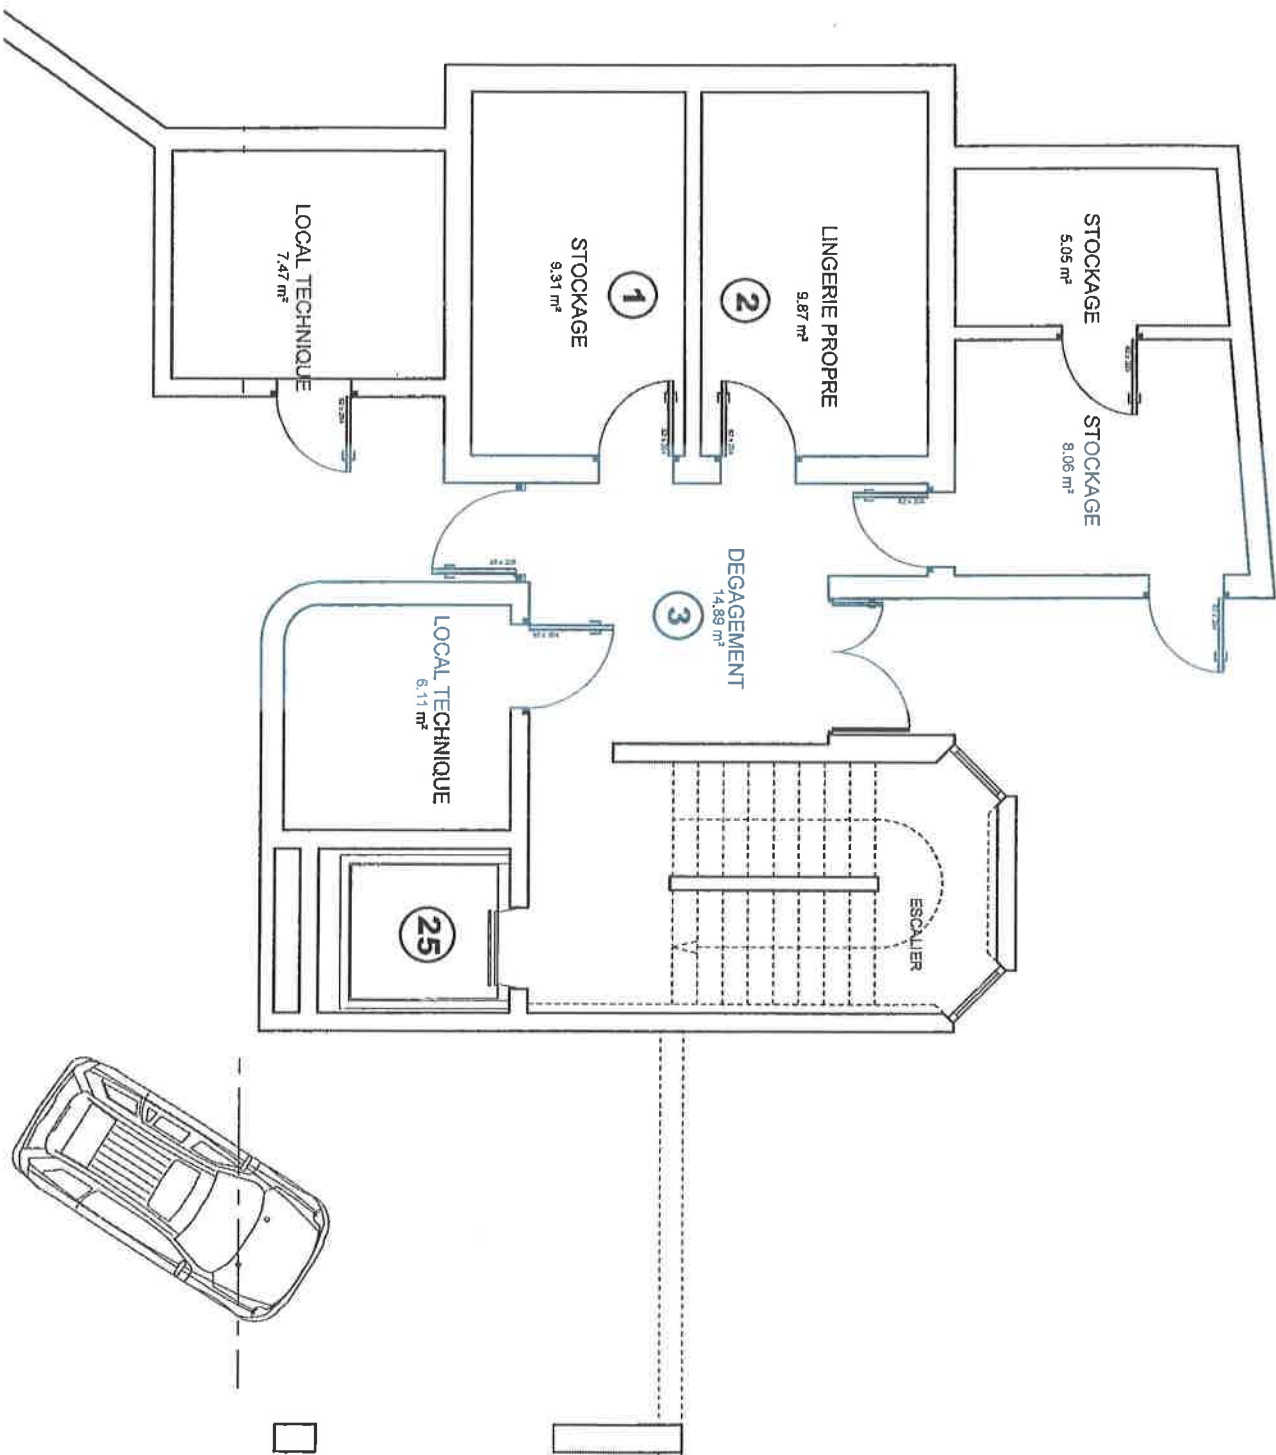 STOCKAGE
5.05 m²
STOCKAGE
8.06 m²
LINGERIE PROPRE
9.87 m²
2
STOCKAGE
9.31 m²
1
LOCAL TECHNIQUE
7.47 m²
DEGAGEMENT
14.89 m²
3
LOCAL TECHNIQUE
6.11 m²
ESCALIER
25